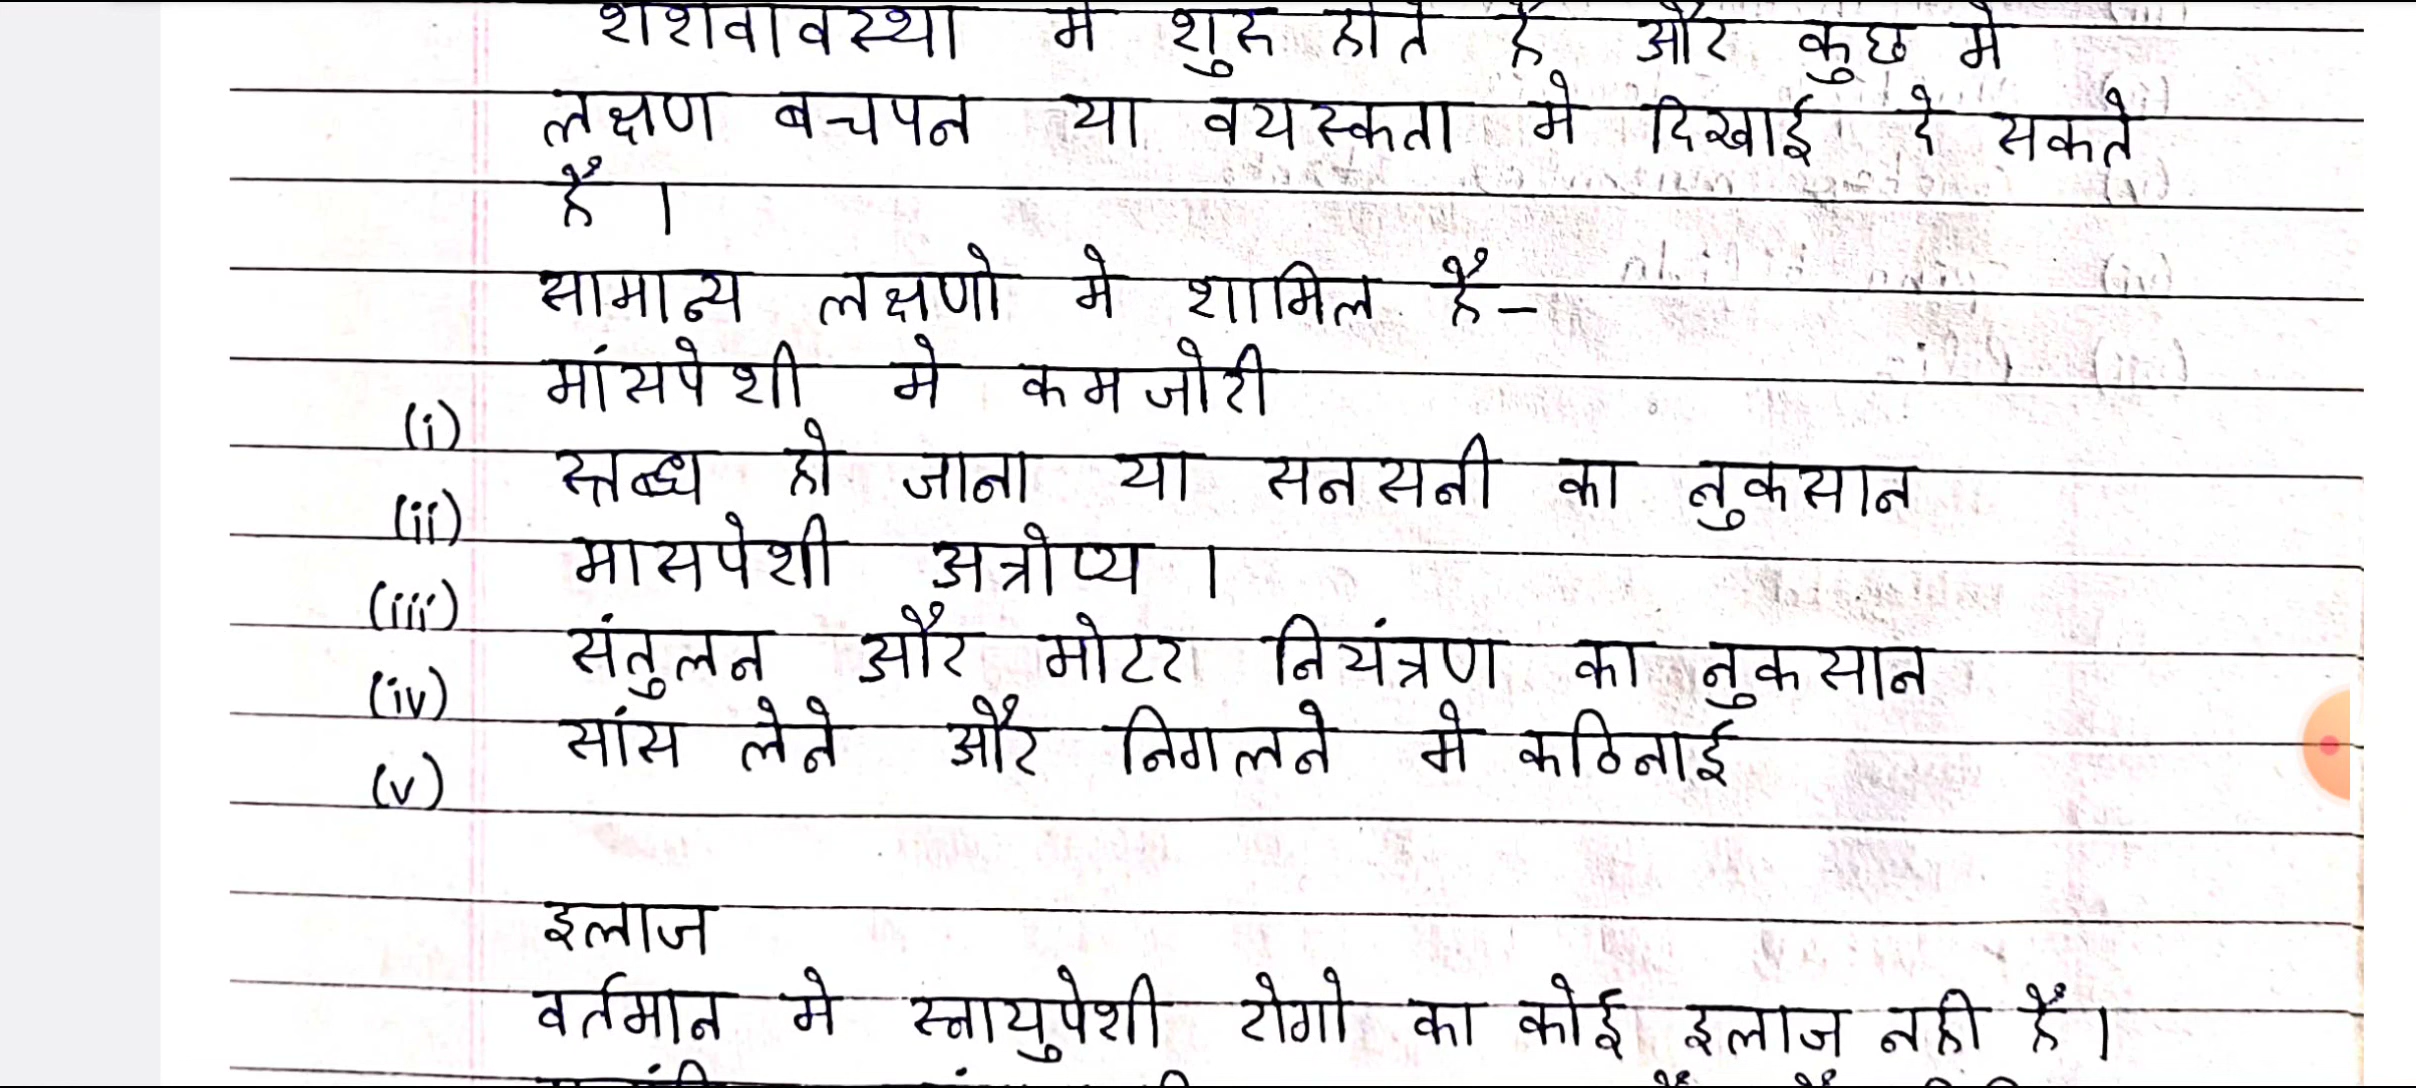 शैशवावस्था मे शुरु होते हैं और कुछ मे
लक्षण बचपन या वयस्कता मे दिखाई दे सकते
हैं ।
सामान्य लक्षणो मे शामिल हैं-
मांसपेशी मे कमजोरी
(i)
स्तब्ध हो जाना या सनसनी का नुकसान
(ii)
मासपेशी अत्रोप्य ।
(iii)
संतुलन और मोटर नियंत्रण का नुकसान
(iv)
सांस लेने और निगलने मे कठिनाई
(v)
इलाज
वर्तमान मे स्नायुपेशी रोगो का कोई इलाज नही हैं ।